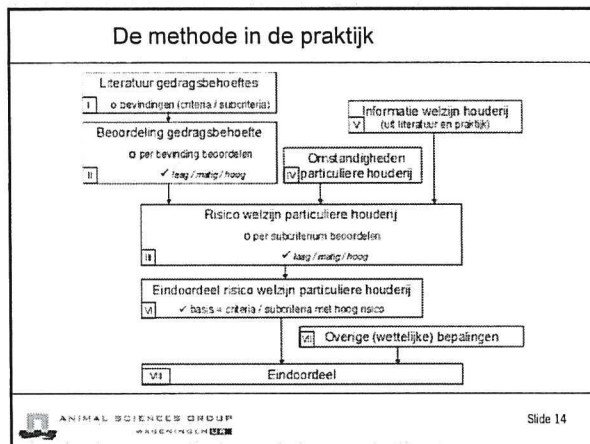 De methode in de praktijk
Literatuur gedragsbehoeftes
I o bevindingen (criteria / subcriteria)
Informatie welzijn houderij
V (uit literatuur en praktijk)
Beoordeling gedragsbehoefte
o per bevinding beoordelen
II ✓ laag / matig / hoog
Omstandigheden
IV particuliere houderij
Risico welzijn particuliere houderij
o per subcriterium beoordelen
III ✓ laag / matig / hoog
Eindoordeel risico welzijn particuliere houderij
VI ✓ basis = criteria / subcriteria met hoog risico
VII Overige (wettelijke) bepalingen
VIII Eindoordeel
ANIMAL SCIENCES GROUP
WAGENINGEN UR
Slide 14